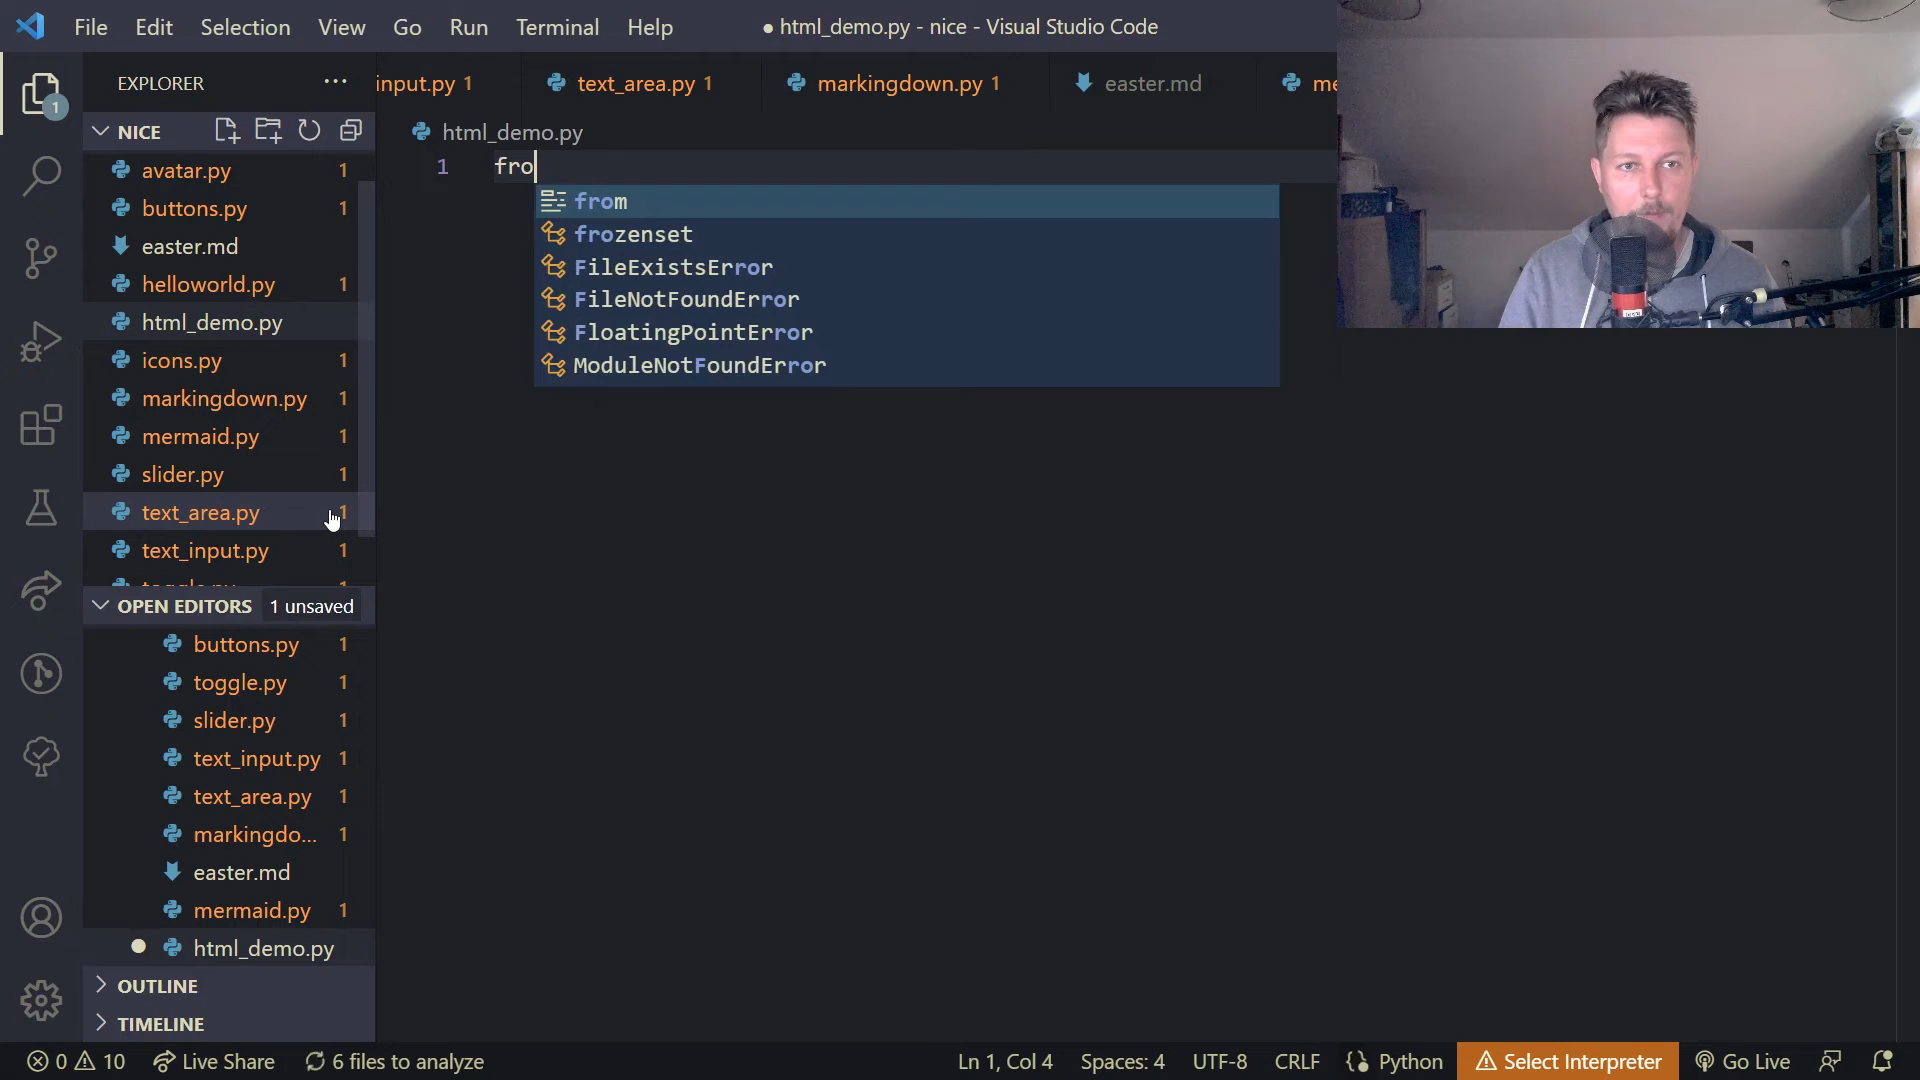 File Edit Selection View Go Run Terminal Help
● html_demo.py - nice - Visual Studio Code
EXPLORER
input.py 1
text_area.py 1
markingdown.py 1
easter.md
me
NICE
html_demo.py
1 fro
from
frozenset
FileExistsError
FileNotFoundError
FloatingPointError
ModuleNotFoundError
1
avatar.py 1
buttons.py 1
easter.md
helloworld.py 1
html_demo.py
icons.py 1
markingdown.py 1
mermaid.py 1
slider.py 1
text_area.py 1
text_input.py 1
toggle.py 1
OPEN EDITORS 1 unsaved
buttons.py 1
toggle.py 1
slider.py 1
text_input.py 1
text_area.py 1
markingdo... 1
easter.md
mermaid.py 1
html_demo.py
OUTLINE
TIMELINE
0 10 Live Share 6 files to analyze Ln 1, Col 4 Spaces: 4 UTF-8 CRLF Python Select Interpreter Go Live